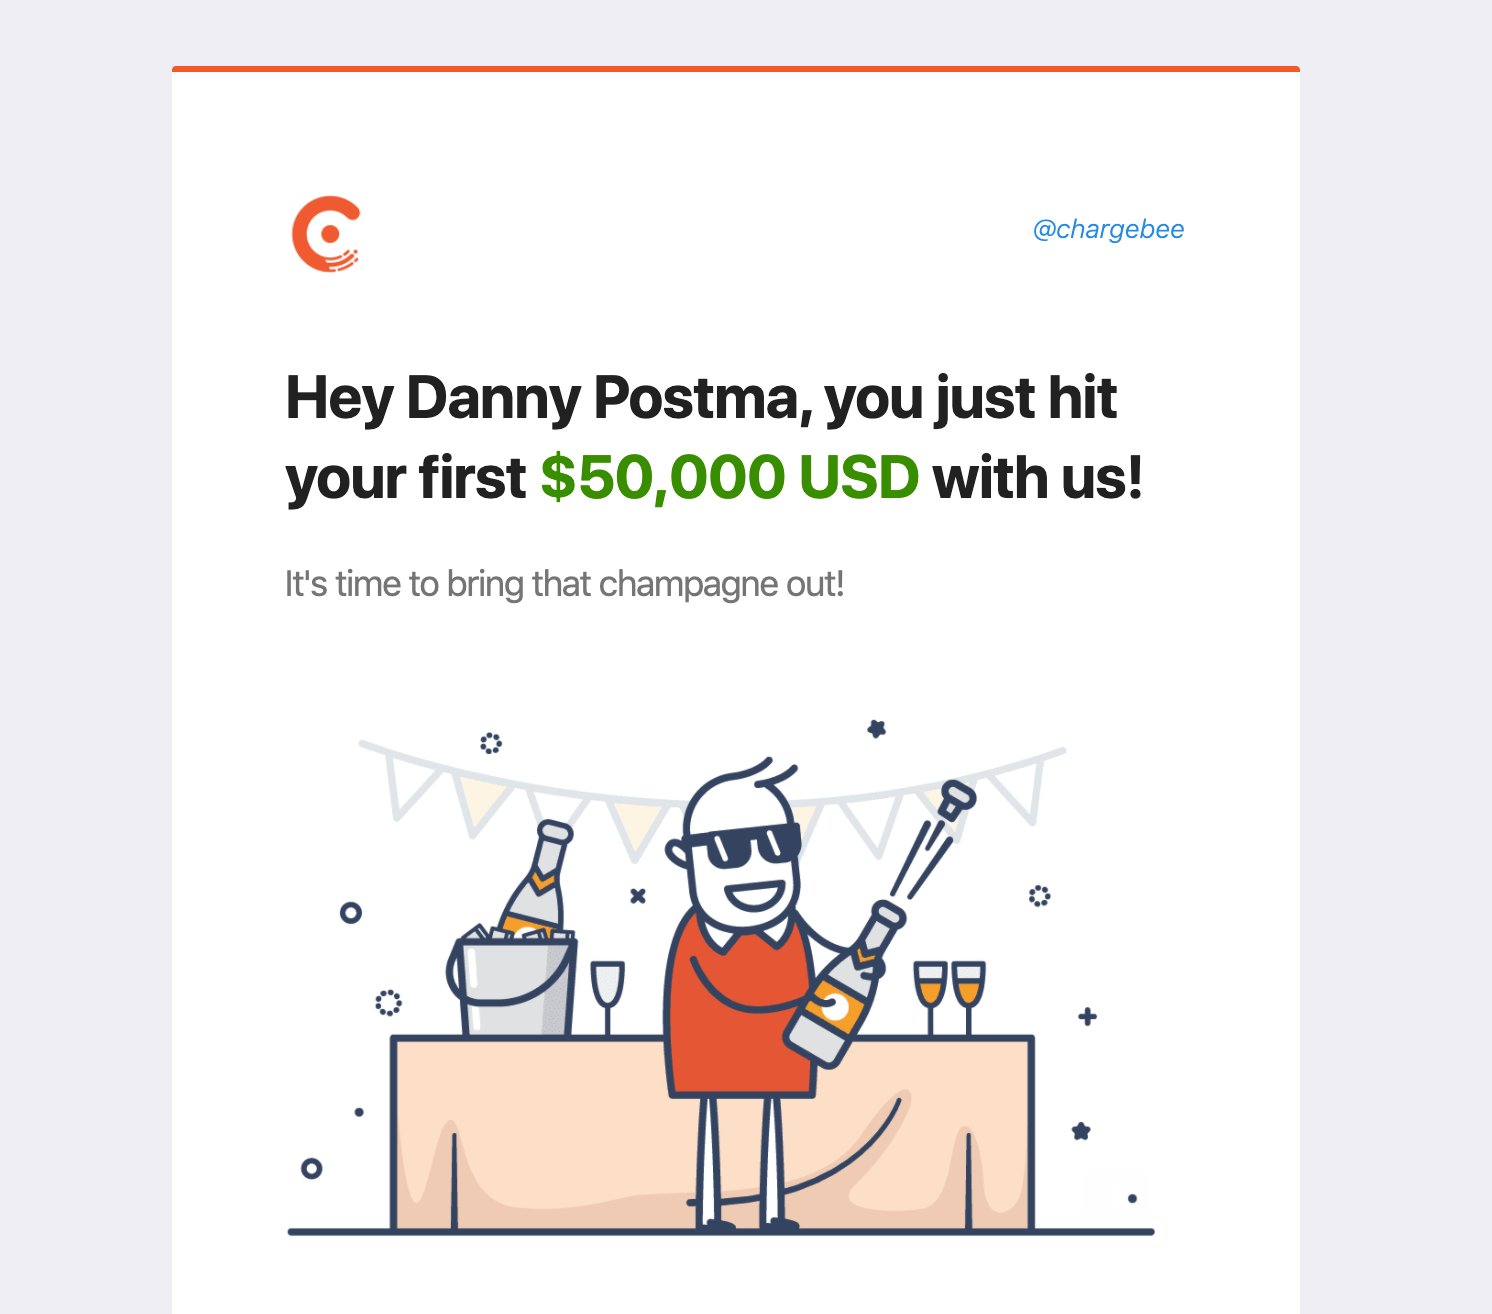 @chargebee
Hey Danny Postma, you just hit
your first $50,000 USD with us!
It's time to bring that champagne out!